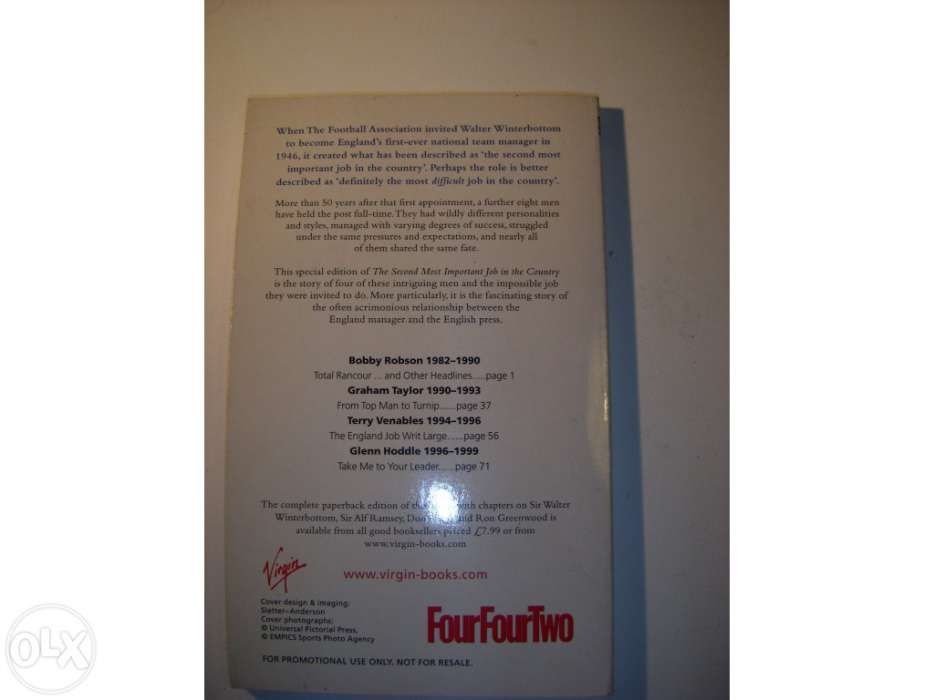 When The Football Association invited Walter Winterbottom
to become England's first-ever national team manager in
1946, it created what has been described as 'the second most
important job in the country'. Perhaps the role is better
described as 'definitely the most difficult job in the country'.
More than 50 years after that first appointment, a further eight men
have held the post full-time. They had wildly different personalities
and styles, managed with varying degrees of success, struggled
under the same pressures and expectations, and nearly all
of them shared the same fate.
This special edition of The Second Most Important Job in the Country
is the story of four of these intriguing men and the impossible job
they were invited to do. More particularly, it is the fascinating story of
the often acrimonious relationship between the
England manager and the English press.
Bobby Robson 1982–1990
Total Rancour ... and Other Headlines.....page 1
Graham Taylor 1990–1993
From Top Man to Turnip......page 37
Terry Venables 1994–1996
The England Job Writ Large......page 56
Glenn Hoddle 1996–1999
Take Me to Your Leader......page 71
The complete paperback edition of chapters on Sir Walter
Winterbottom, Sir Alf Ramsey, Don and Ron Greenwood is
available from all good booksellers priced £7.99 or from
www.virgin-books.com
Virgin
www.virgin-books.com
Cover design & imaging:
Slatter–Anderson
Cover photographs:
© Universal Pictorial Press,
© EMPICS Sports Photo Agency
FourFourTwo
FOR PROMOTIONAL USE ONLY. NOT FOR RESALE.
OLX